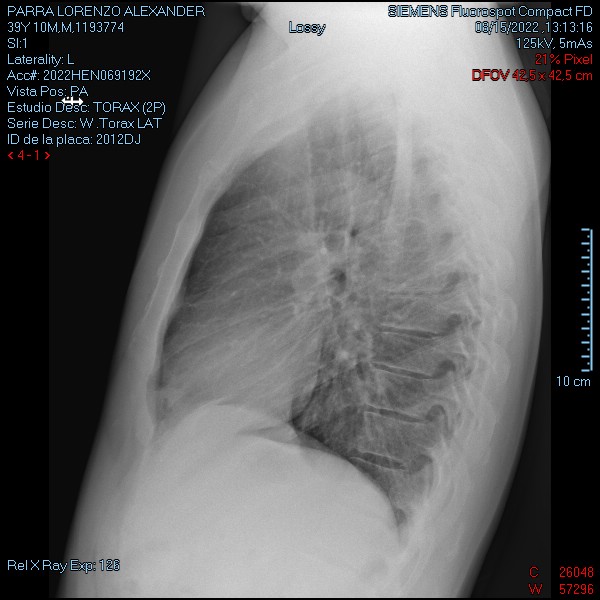 PARRA LORENZO ALEXANDER
39Y 10M,M,1193774
SI:1
Laterality: L
Acc#: 2022HEN069192X
Vista Pos: PA
Estudio Desc: TORAX (2P)
Serie Desc: W .Torax LAT
ID de la placa: 2012DJ
< 4 - 1 >
Lossy
SIEMENS Fluorospot Compact FD
08/15/2022 ,13:13:16
125kV, 5mAs
21% Pixel
DFOV 42,5 x 42,5 cm
10 cm
Rel X Ray Exp: 126
C 26048
W 57296